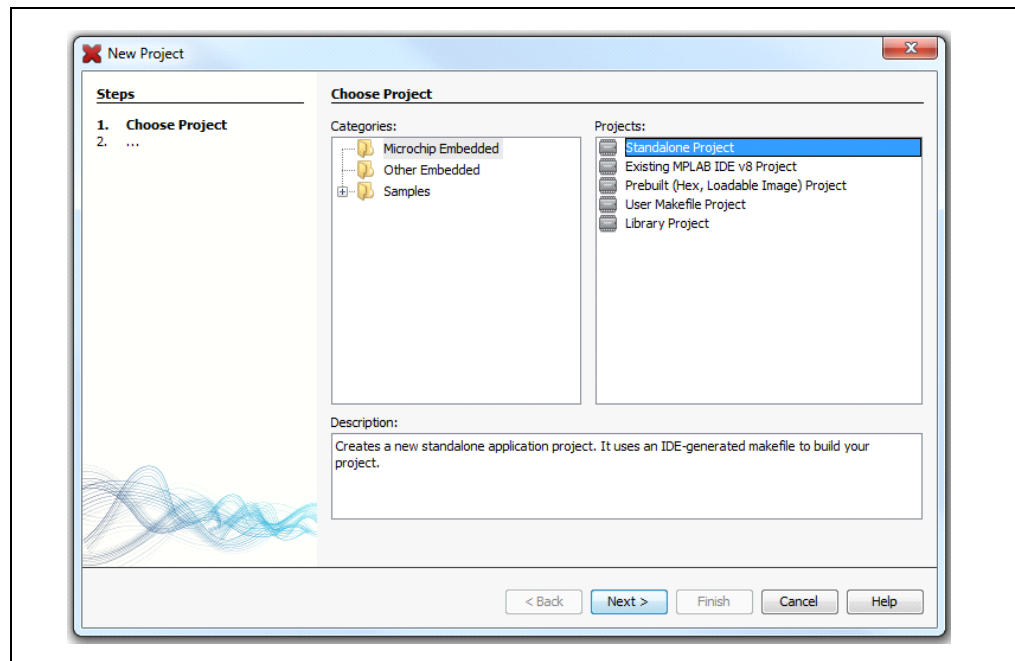 New Project
Steps
1. Choose Project
2. ...
Choose Project
Categories:
Microchip Embedded
Other Embedded
Samples
Projects:
Standalone Project
Existing MPLAB IDE v8 Project
Prebuilt (Hex, Loadable Image) Project
User Makefile Project
Library Project
Description:
Creates a new standalone application project. It uses an IDE-generated makefile to build your
project.
< Back Next > Finish Cancel Help